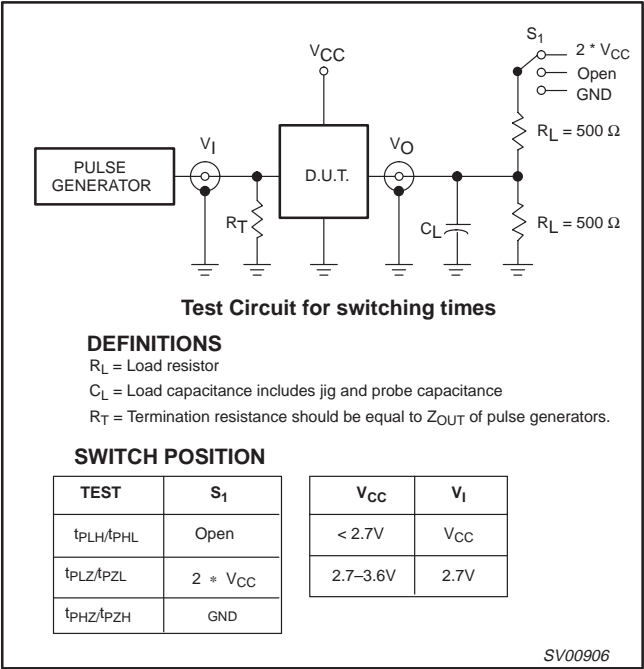 S1
2 * VCC
Open
GND
VCC
RL = 500 Ω
VI
VO
PULSE
GENERATOR
D.U.T.
RT
CL
RL = 500 Ω
Test Circuit for switching times
DEFINITIONS
RL = Load resistor
CL = Load capacitance includes jig and probe capacitance
RT = Termination resistance should be equal to ZOUT of pulse generators.
SWITCH POSITION
TEST S1
tPLH/tPHL Open
tPLZ/tPZL 2 * VCC
tPHZ/tPZH GND
VCC VI
< 2.7V VCC
2.7–3.6V 2.7V
SV00906